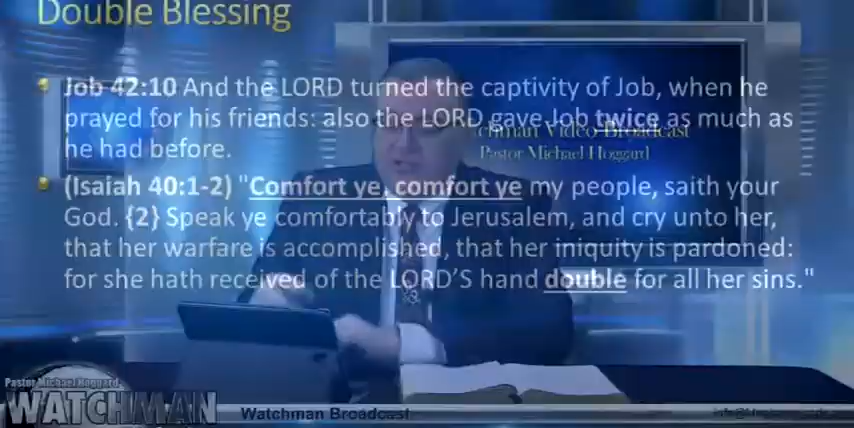 Double Blessing
Job 42:10 And the LORD turned the captivity of Job, when he
prayed for his friends: also the LORD gave Job twice as much as
he had before.
(Isaiah 40:1-2) "Comfort ye, comfort ye my people, saith your
God. {2} Speak ye comfortably to Jerusalem, and cry unto her,
that her warfare is accomplished, that her iniquity is pardoned:
for she hath received of the LORD'S hand double for all her sins."
Video Broadcast
Pastor Michael Hoggard
Pastor Michael Hoggard
WATCHMAN
Watchman Broadcast